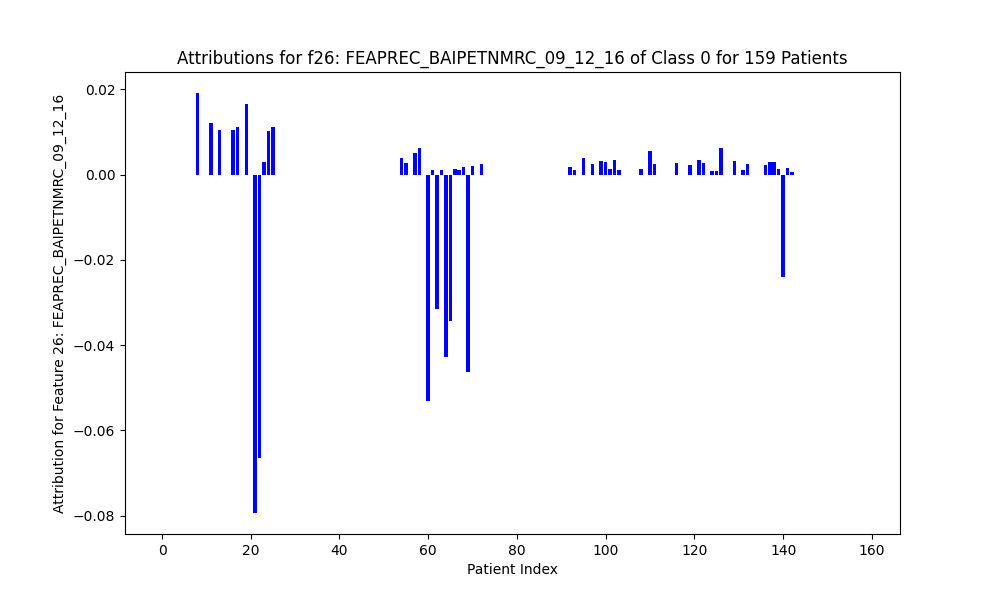 Attributions for f26: FEAPREC_BAIPETNMRC_09_12_16 of Class 0 for 159 Patients
Attribution for Feature 26: FEAPREC_BAIPETNMRC_09_12_16
0.02
0.00
−0.02
−0.04
−0.06
−0.08
0 20 40 60 80 100 120 140 160
Patient Index